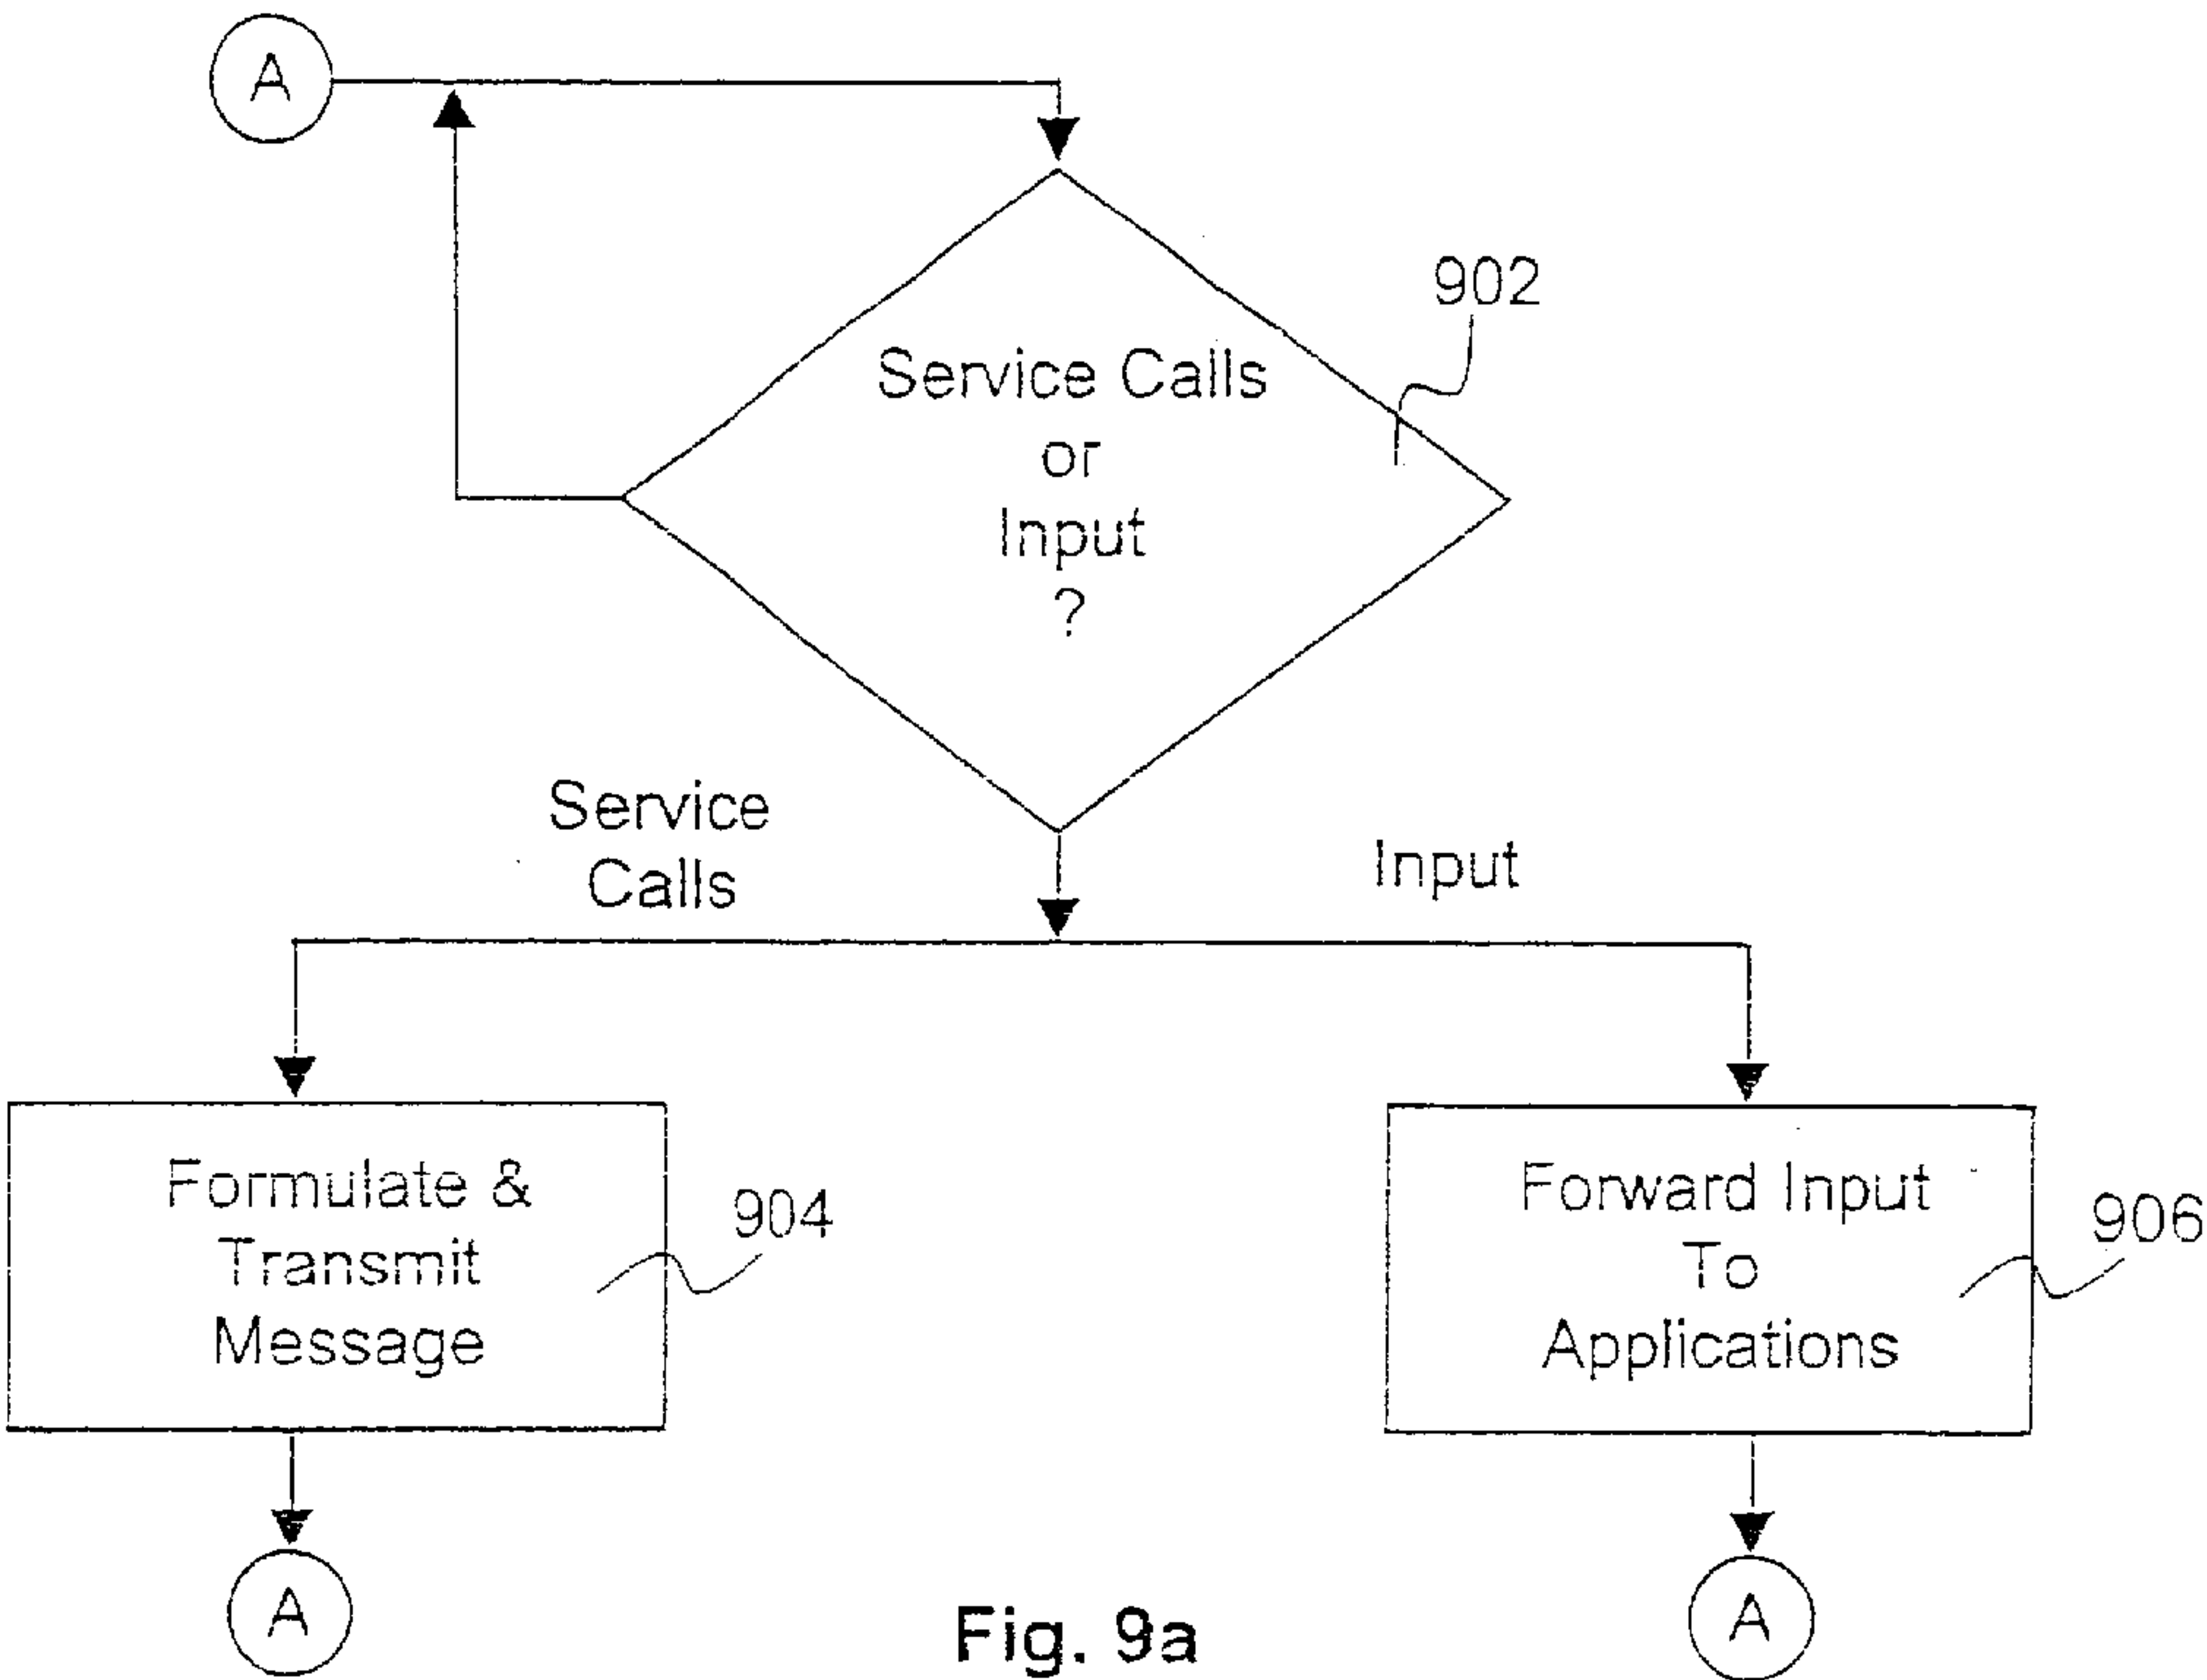 A
902
Service Calls
or
Input
?
Service
Calls
Input
Formulate &
Transmit
Message
904
Forward Input
To
Applications
906
A
A
Fig. 9a